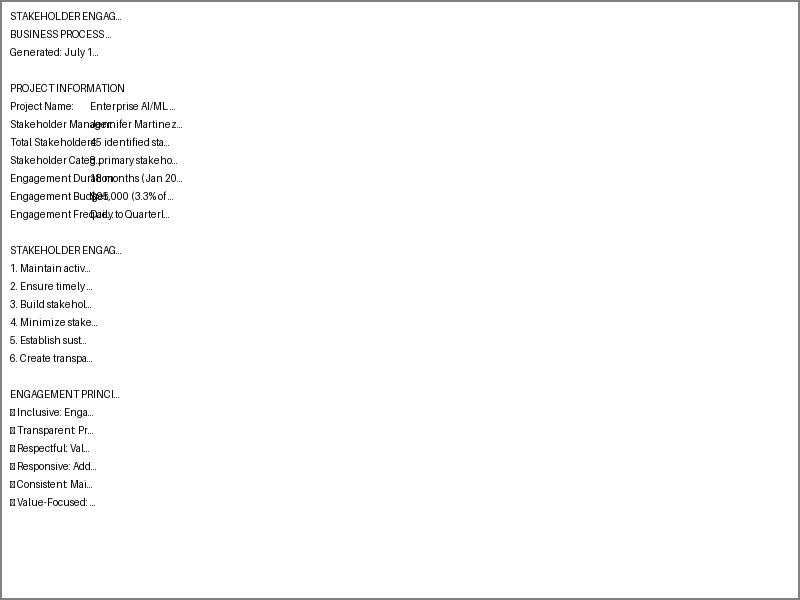 STAKEHOLDER ENGAG...
BUSINESS PROCESS...
Generated: July 1...
PROJECT INFORMATION
Project Name: Enterprise AI/ML ...
Stakeholder Manager: Jennifer Martinez...
Total Stakeholders: 45 identified sta...
Stakeholder Categ... primary stakeho...
Engagement Duration: 18 months (Jan 20...
Engagement Budget: (3.3% of ...
Engagement Freque... Daily to Quarterl...
STAKEHOLDER ENGAG...
1. Maintain activ...
2. Ensure timely ...
3. Build stakehol...
4. Minimize stake...
5. Establish sust...
6. Create transpa...
ENGAGEMENT PRINCI...
Inclusive: Enga...
Transparent: Pr...
Respectful: Val...
Responsive: Add...
Consistent: Mai...
Value-Focused: ...